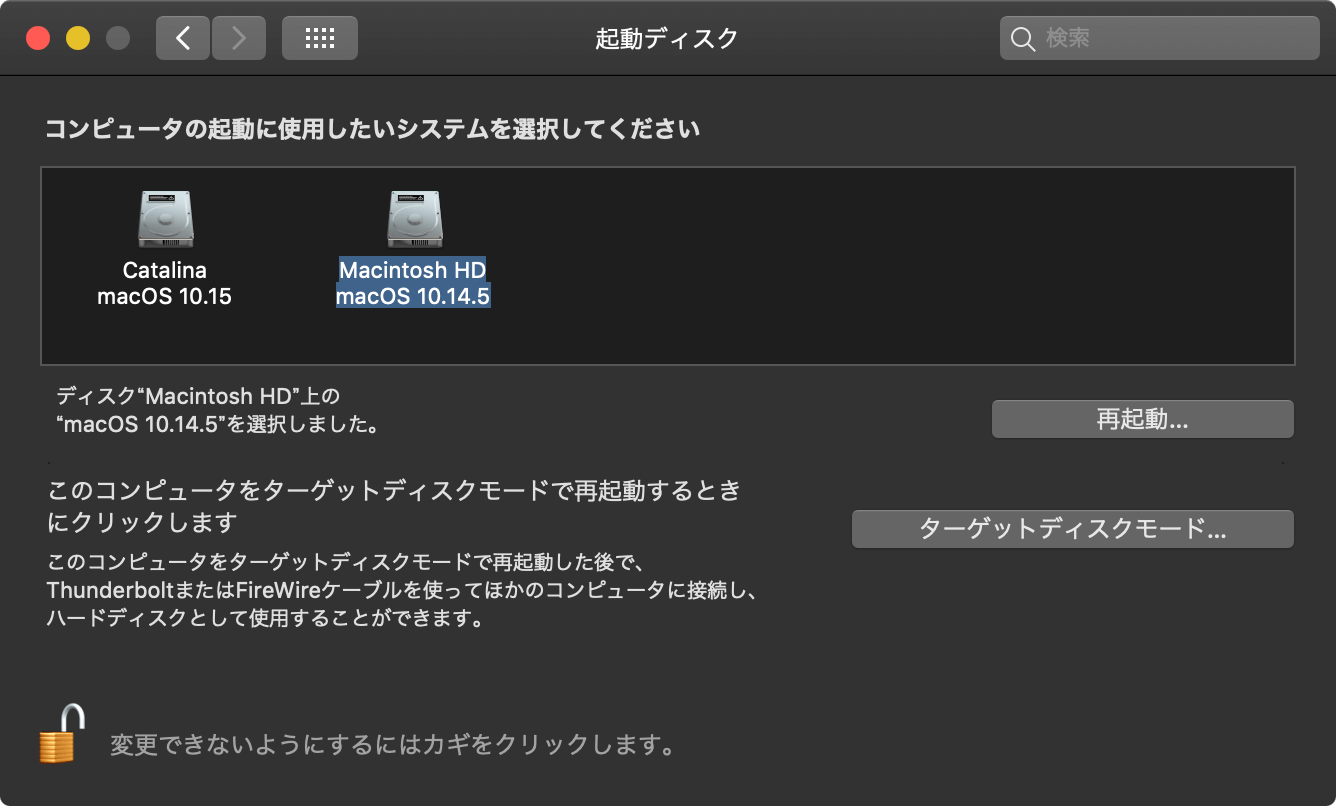 起動ディスク
検索
コンピュータの起動に使用したいシステムを選択してください
Catalina
macOS 10.15
Macintosh HD
macOS 10.14.5
ディスク“Macintosh HD”上の
“macOS 10.14.5”を選択しました。
再起動...
このコンピュータをターゲットディスクモードで再起動するとき
にクリックします
ターゲットディスクモード...
このコンピュータをターゲットディスクモードで再起動した後で、
ThunderboltまたはFireWireケーブルを使ってほかのコンピュータに接続し、
ハードディスクとして使用することができます。
変更できないようにするにはカギをクリックします。